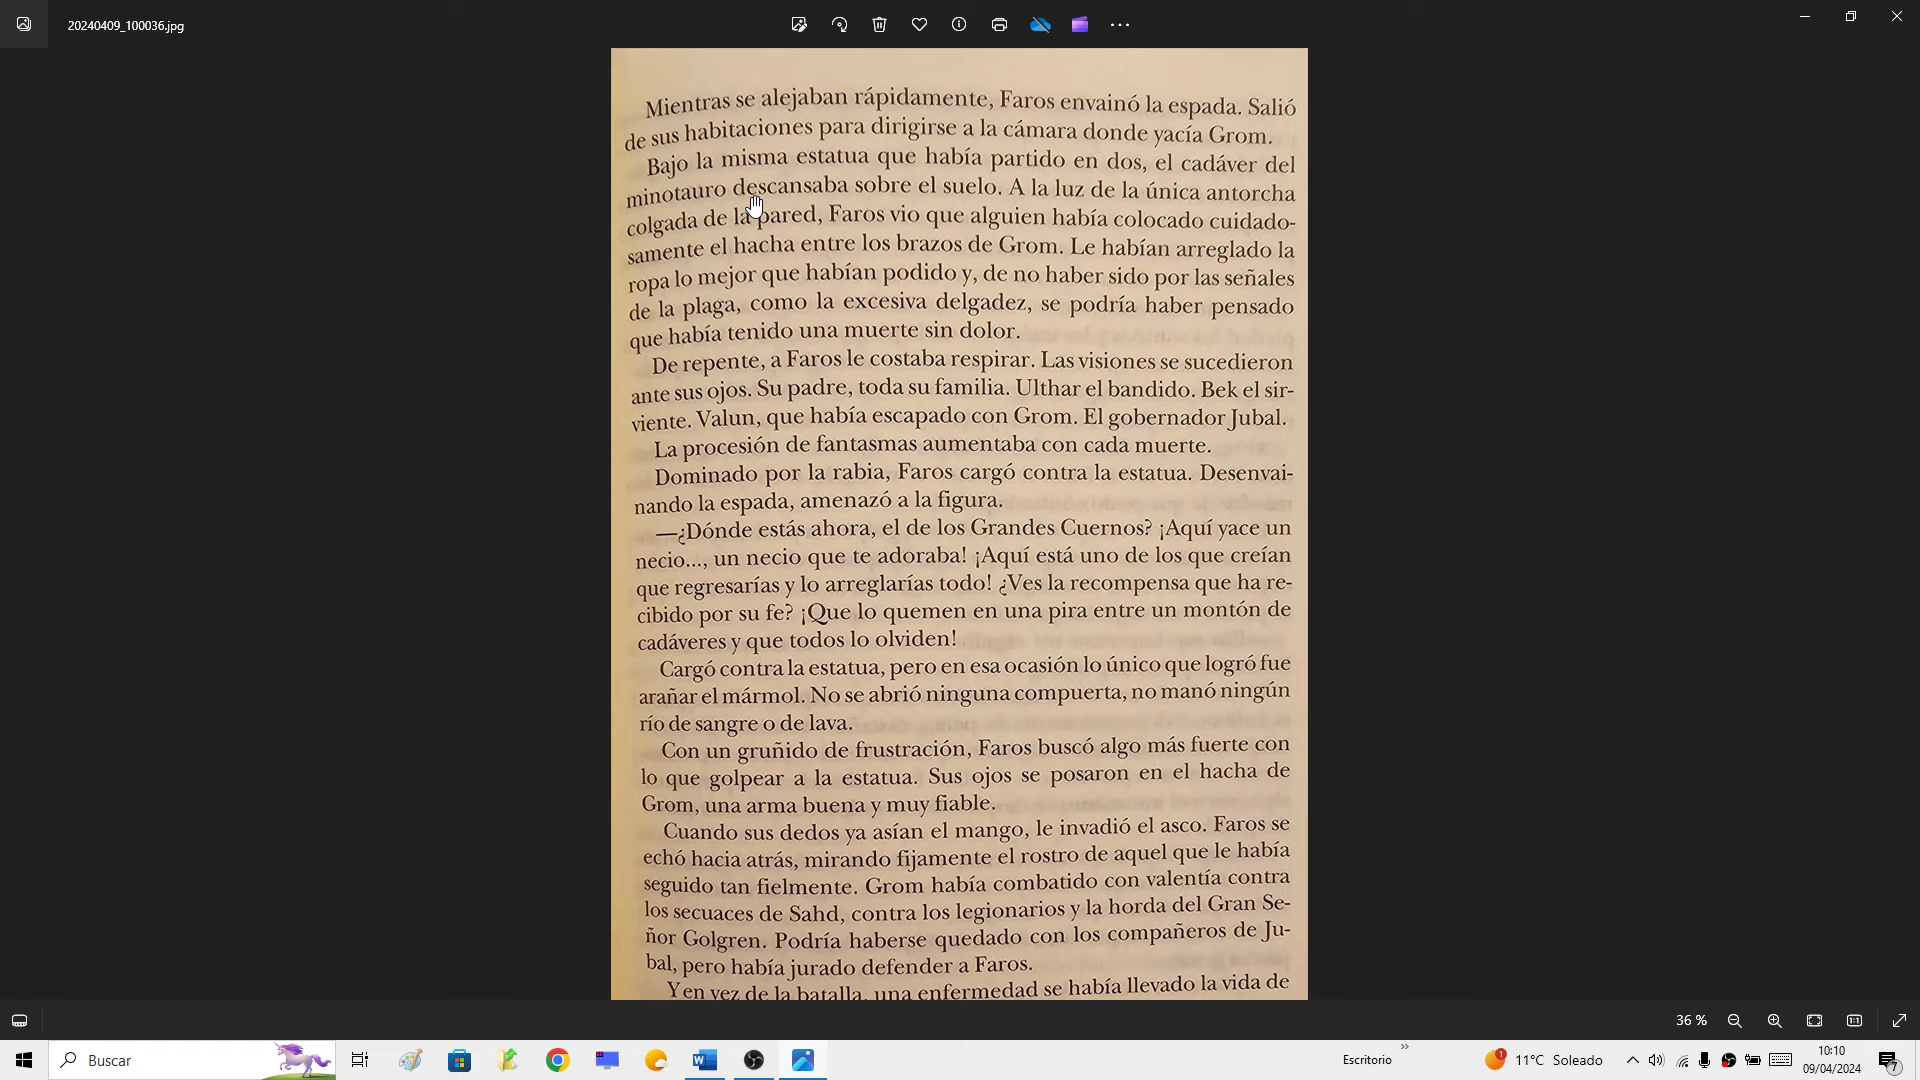 20240409_100036.jpg
Mientras se alejaban rápidamente, Faros envainó la espada. Salió
de sus habitaciones para dirigirse a la cámara donde yacía Grom.
Bajo la misma estatua que había partido en dos, el cadáver del
minotauro descansaba sobre el suelo. A la luz de la única antorcha
colgada de la pared, Faros vio que alguien había colocado cuidado-
samente el hacha entre los brazos de Grom. Le habían arreglado la
ropa lo mejor que habían podido y, de no haber sido por las señales
de la plaga, como la excesiva delgadez, se podría haber pensado
que había tenido una muerte sin dolor.
De repente, a Faros le costaba respirar. Las visiones se sucedieron
ante sus ojos. Su padre, toda su familia. Ulthar el bandido. Bek el sir-
viente. Valun, que había escapado con Grom. El gobernador Jubal.
La procesión de fantasmas aumentaba con cada muerte.
Dominado por la rabia, Faros cargó contra la estatua. Desenvai-
nando la espada, amenazó a la figura.
—¿Dónde estás ahora, el de los Grandes Cuernos? ¡Aquí yace un
necio..., un necio que te adoraba! ¡Aquí está uno de los que creían
que regresarías y lo arreglarías todo! ¿Ves la recompensa que ha re-
cibido por su fe? ¡Que lo quemen en una pira entre un montón de
cadáveres y que todos lo olviden!
Cargó contra la estatua, pero en esa ocasión lo único que logró fue
arañar el mármol. No se abrió ninguna compuerta, no manó ningún
río de sangre o de lava.
Con un gruñido de frustración, Faros buscó algo más fuerte con
lo que golpear a la estatua. Sus ojos se posaron en el hacha de
Grom, una arma buena y muy fiable.
Cuando sus dedos ya asían el mango, le invadió el asco. Faros se
echó hacia atrás, mirando fijamente el rostro de aquel que le había
seguido tan fielmente. Grom había combatido con valentía contra
los secuaces de Sahd, contra los legionarios y la horda del Gran Se-
ñor Golgren. Podría haberse quedado con los compañeros de Ju-
bal, pero había jurado defender a Faros.
Y en vez de la batalla, una enfermedad se había llevado la vida de
36 %
Buscar
Escritorio
1
11°C Soleado
10:10
09/04/2024
7